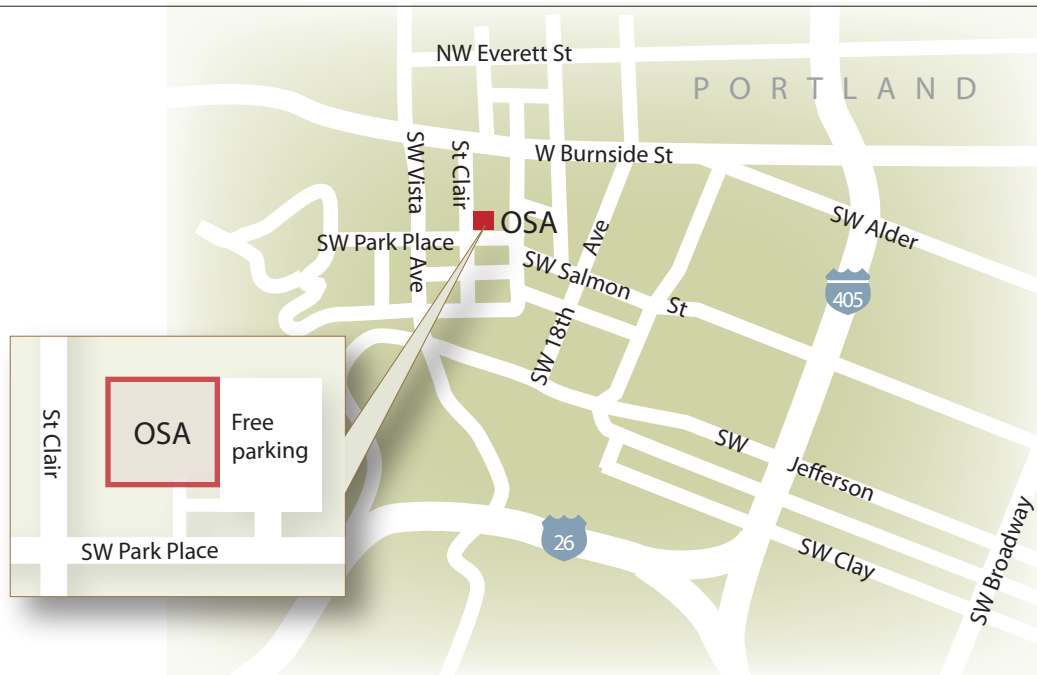 NW Everett St
PORTLAND
W Burnside St
SW Vista
Ave
St Clair
OSA
SW Park Place
SW Alder
SW Salmon
St
SW 18th
Ave
405
SW
Jefferson
SW Clay
SW Broadway
26
St Clair
OSA
Free
parking
SW Park Place